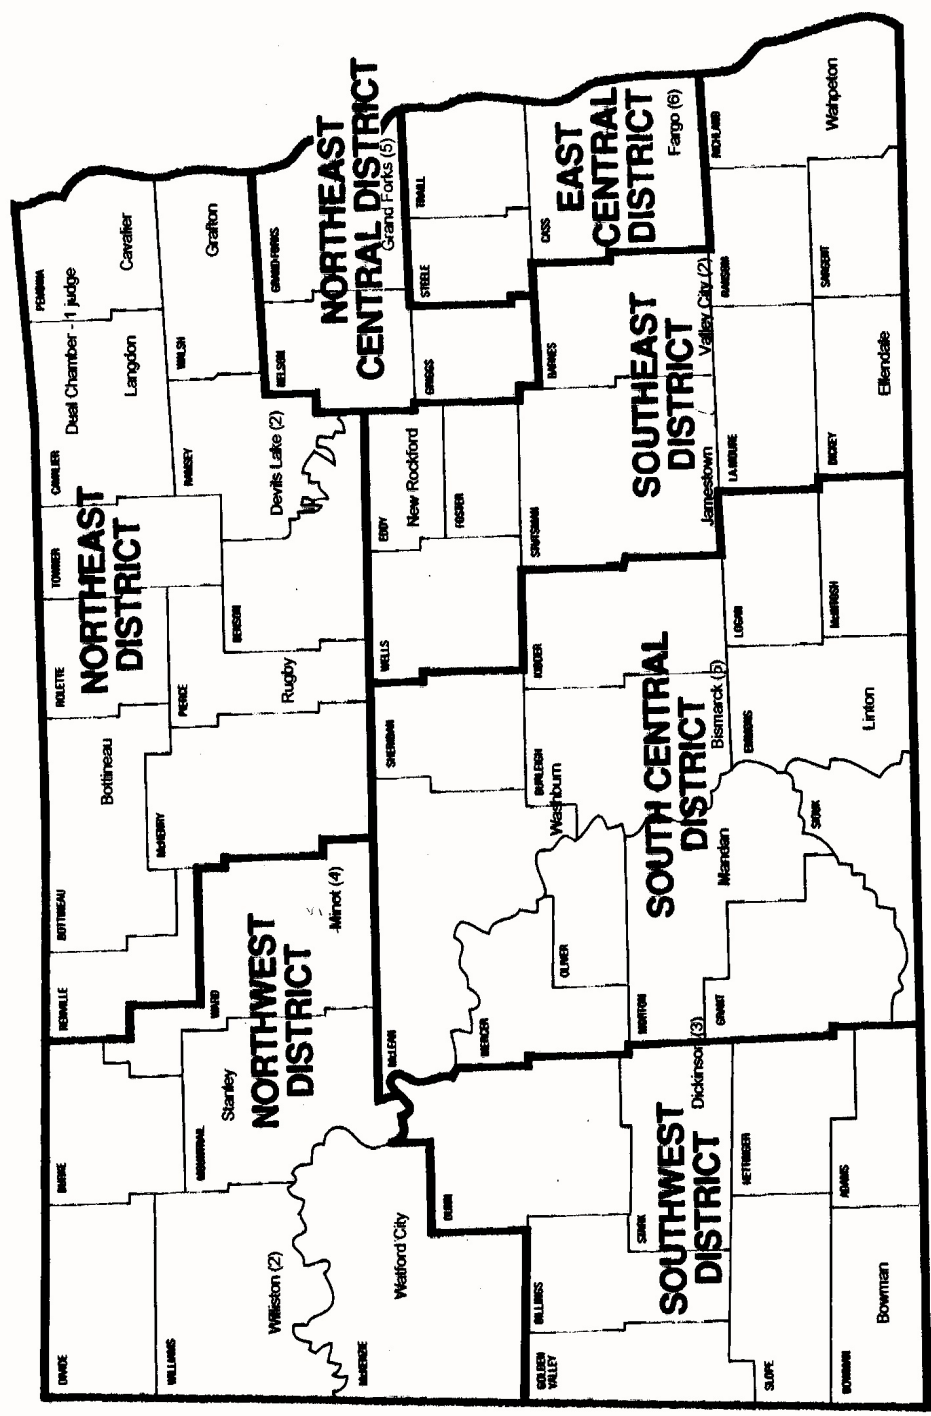 DIVIDE
BURKE
RENVILLE
BOTTINEAU
Bottineau
ROLETTE
TOWNER
CAVALIER
Dual Chamber - 1 judge
PEMBINA
Langdon
Cavalier
NORTHEAST
DISTRICT
WILLIAMS
MOUNTRAIL
Stanley
WARD
McHENRY
PIERCE
RAMSEY
WALSH
Grafton
Williston (2)
NORTHWEST
DISTRICT
Minot (4)
Rugby
BENSON
Devils Lake (2)
NELSON
GRAND FORKS
NORTHEAST
CENTRAL DISTRICT
Grand Forks (5)
McKENZIE
Watford City
McLEAN
SHERIDAN
WELLS
EDDY
New Rockford
FOSTER
GRIGGS
STEELE
TRAILL
DUNN
MERCER
OLIVER
Washburn
BURLEIGH
KIDDER
STUTSMAN
BARNES
CASS
EAST
CENTRAL
DISTRICT
Fargo (6)
GOLDEN
VALLEY
BILLINGS
STARK
SOUTHWEST
DISTRICT
Dickinson (3)
MORTON
SOUTH CENTRAL
DISTRICT
Mandan
Bismarck (5)
SOUTHEAST
DISTRICT
Jamestown
Valley City (2)
SLOPE
HETTINGER
GRANT
SIOUX
EMMONS
LOGAN
LA MOURE
RANSOM
RICHLAND
BOWMAN
Bowman
ADAMS
Linton
McINTOSH
DICKEY
Ellendale
SARGENT
Wahpeton